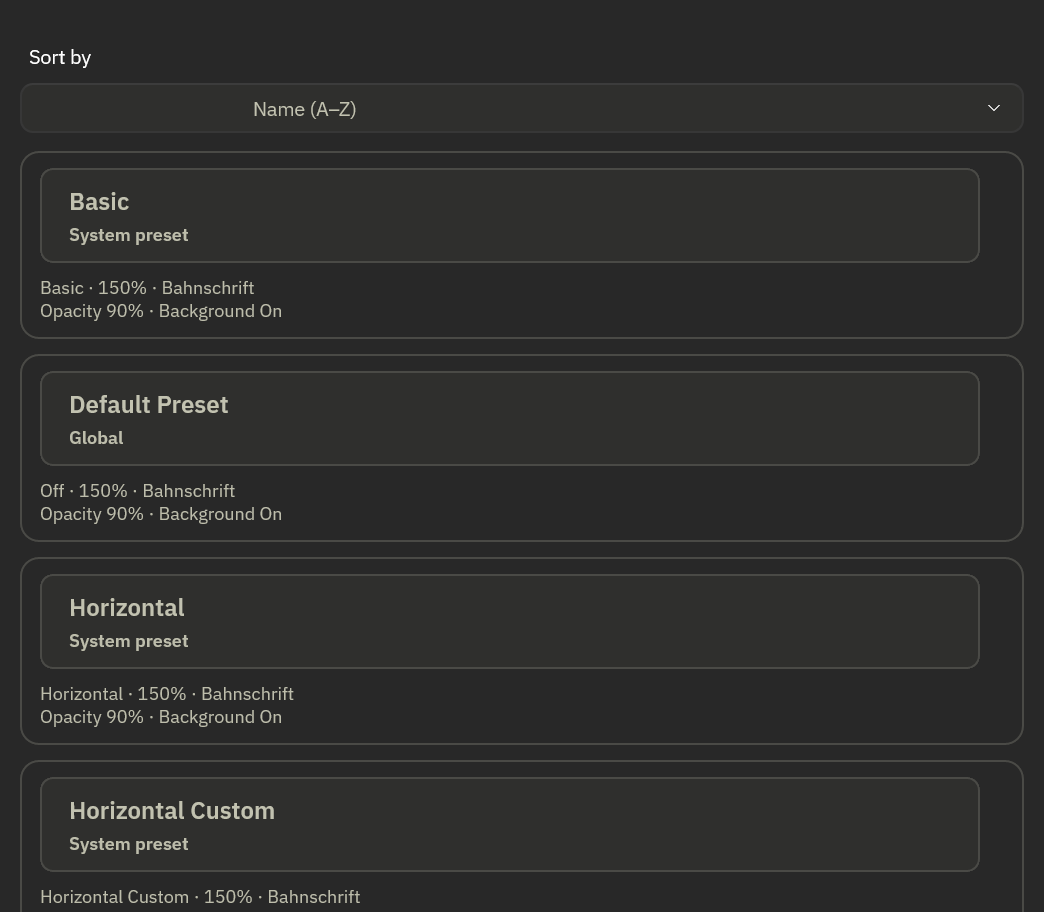 Sort by
Name (A–Z)
Basic
System preset
Basic · 150% · Bahnschrift
Opacity 90% · Background On
Default Preset
Global
Off · 150% · Bahnschrift
Opacity 90% · Background On
Horizontal
System preset
Horizontal · 150% · Bahnschrift
Opacity 90% · Background On
Horizontal Custom
System preset
Horizontal Custom · 150% · Bahnschrift